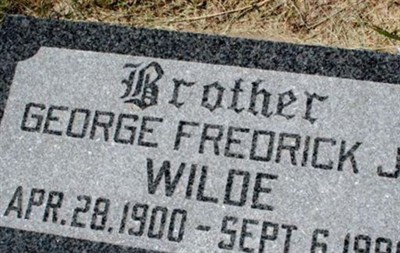 Brother
GEORGE FREDRICK J
WILDE
APR. 28. 1900 - SEPT 6